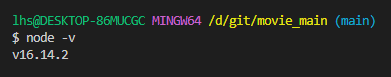 lhs@DESKTOP-86MUCGC MINGW64 /d/git/movie_main (main)
$ node -v
v16.14.2